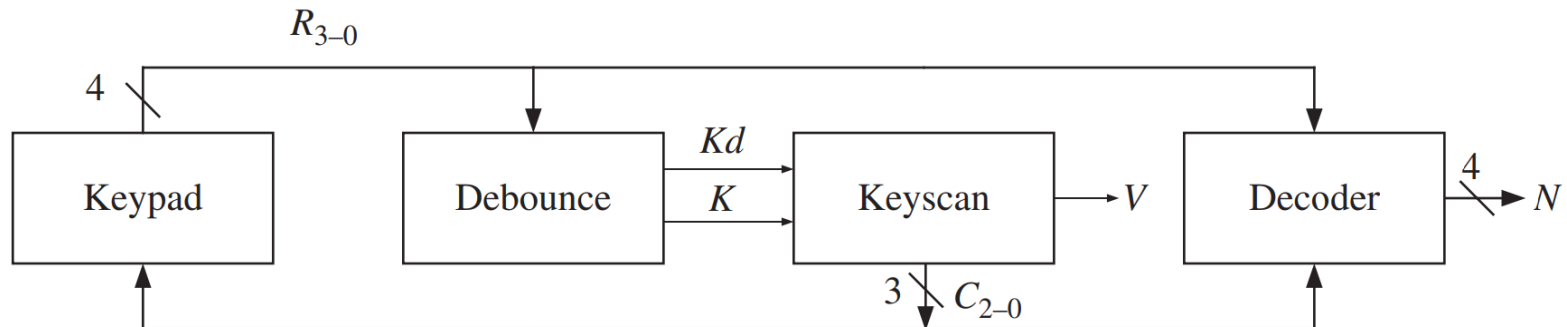 R3–0
4
Kd
4
Keypad
Debounce
K
Keyscan
V
Decoder
N
3
C2–0